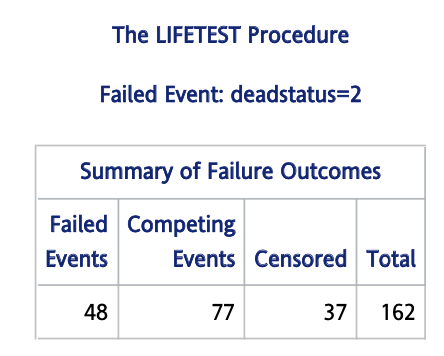 The LIFETEST Procedure
Failed Event: deadstatus=2
Summary of Failure Outcomes
Failed Competing
Events Events Censored Total
48 77 37 162